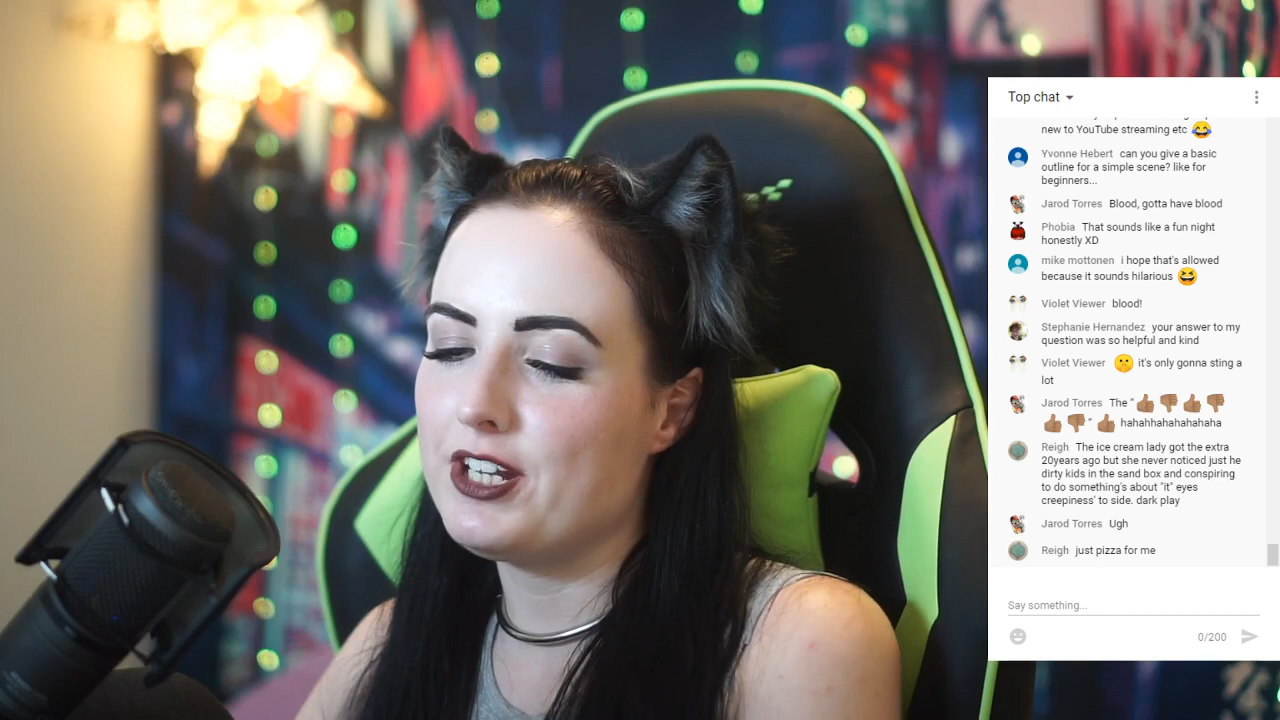 Top chat
new to YouTube streaming etc 😂
Yvonne Hebert can you give a basic
outline for a simple scene? like for
beginners...
Jarod Torres Blood, gotta have blood
Phobia That sounds like a fun night
honestly XD
mike mottonen i hope that's allowed
because it sounds hilarious 😆
Violet Viewer blood!
Stephanie Hernandez your answer to my
question was so helpful and kind
Violet Viewer 🤫 it's only gonna sting a
lot
Jarod Torres The "👍🏽👎🏽👍🏽👎🏽
👍🏽👎🏽" 👍🏽 hahahhahahahahaha
Reigh The ice cream lady got the extra
20years ago but she never noticed just he
dirty kids in the sand box and conspiring
to do something's about "it" eyes
creepiness' to side. dark play
Jarod Torres Ugh
Reigh just pizza for me
Say something...
0/200